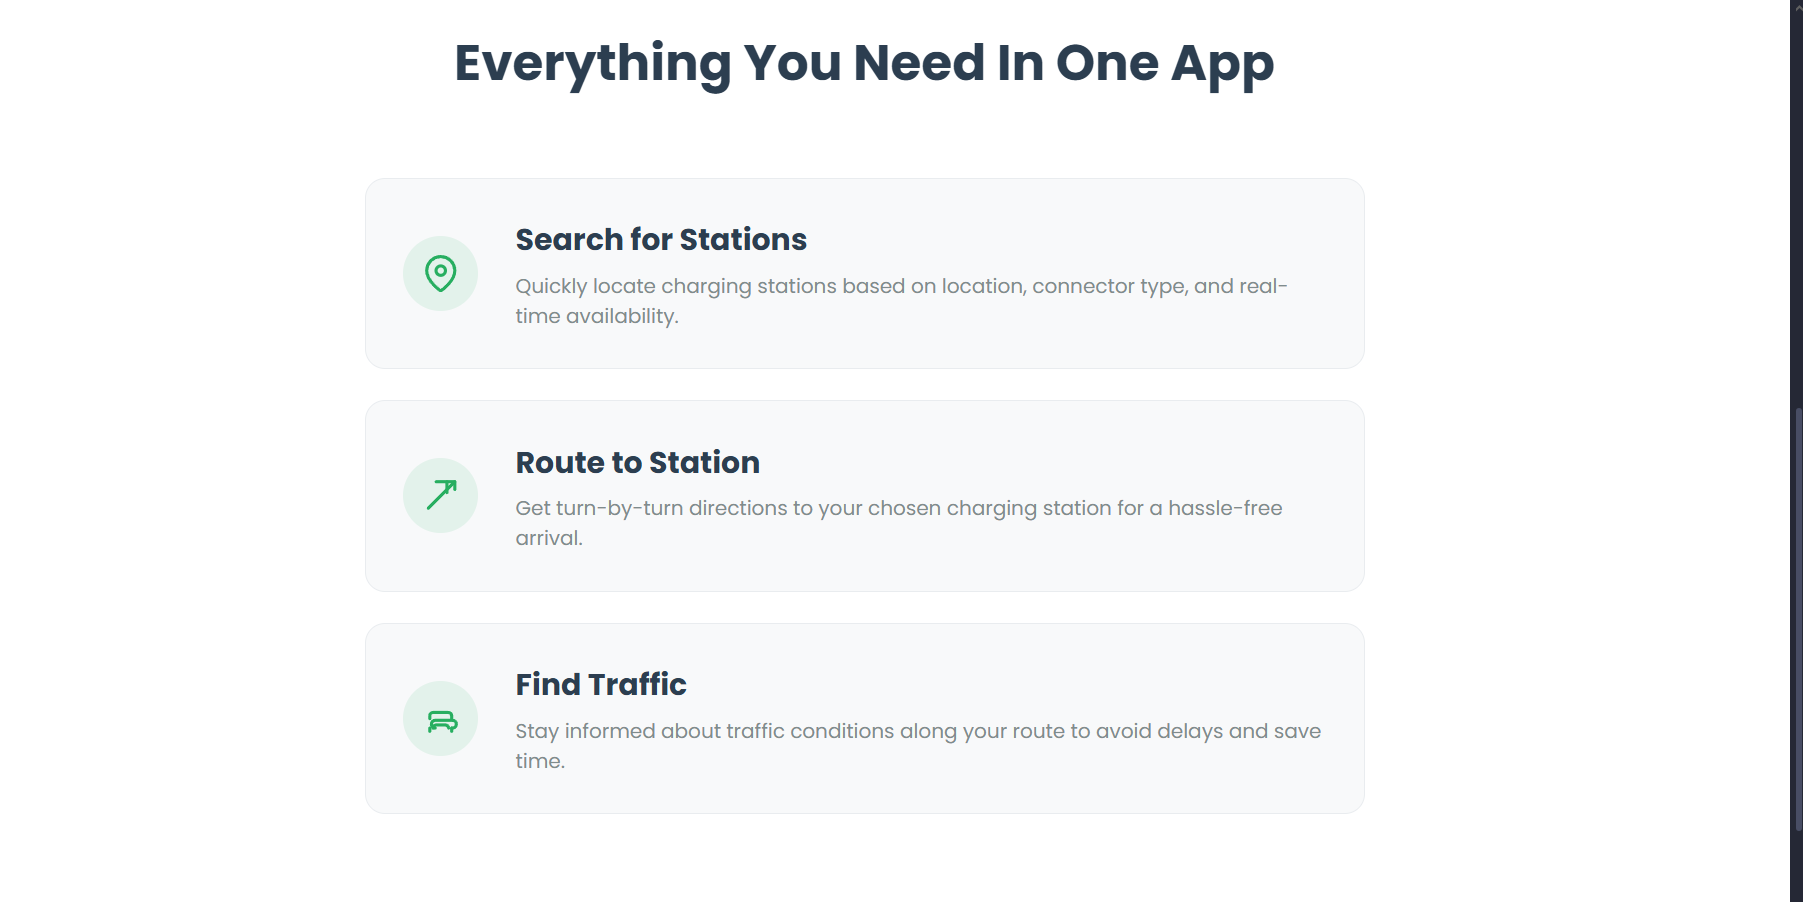 Everything You Need In One App
Search for Stations
Quickly locate charging stations based on location, connector type, and real-
time availability.
Route to Station
Get turn-by-turn directions to your chosen charging station for a hassle-free
arrival.
Find Traffic
Stay informed about traffic conditions along your route to avoid delays and save
time.